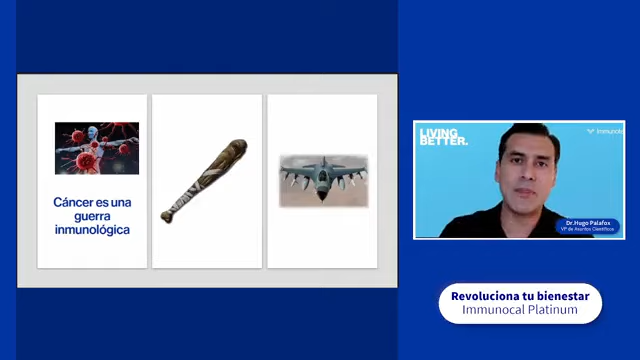 Cáncer es una
guerra
inmunológica
LIVING
BETTER.
Immunolo
Dr.Hugo Palafox
VP de Asuntos Científicos
Revoluciona tu bienestar
Immunocal Platinum